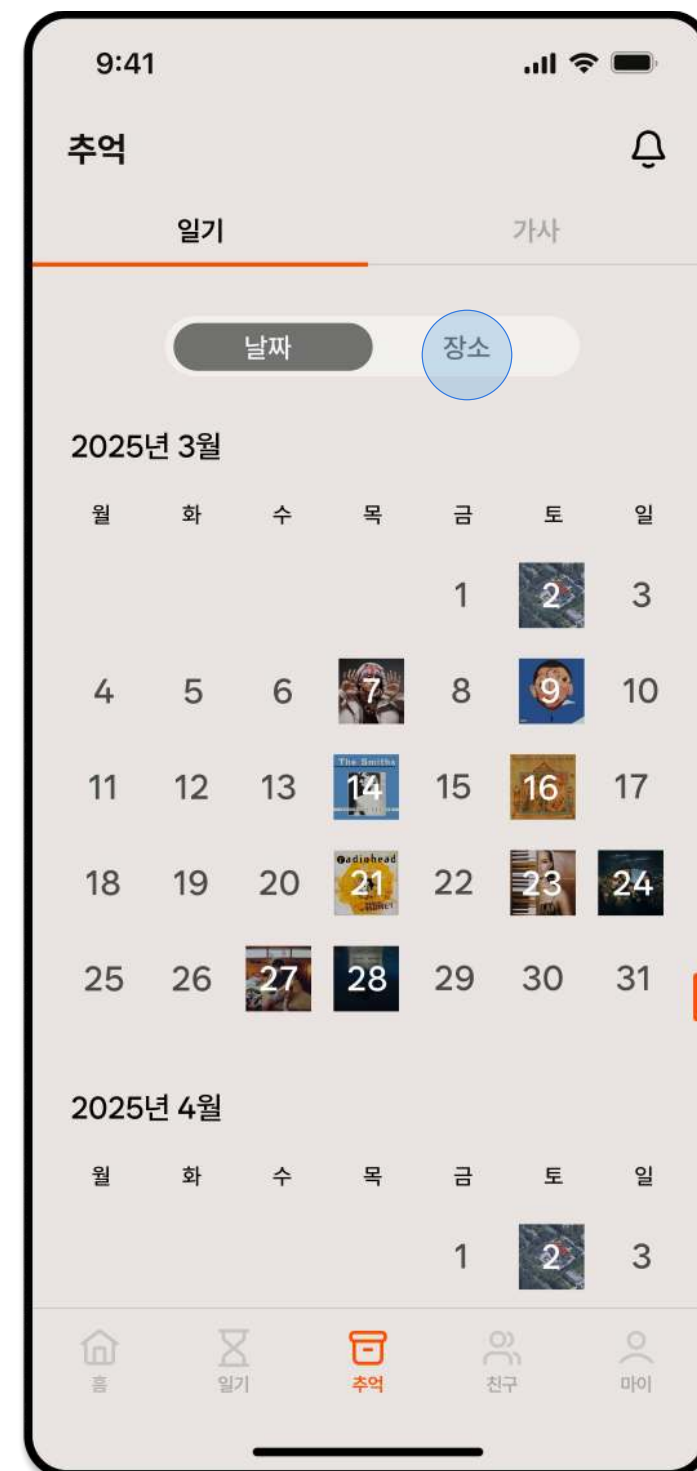 9:41
추억
일기 가사
날짜 장소
2025년 3월
월 화 수 목 금 토 일
1 2 3
4 5 6 7 8 9 10
The Smiths
11 12 13 14 15 16 17
Radiohead
18 19 20 21 22 23 24
25 26 27 28 29 30 31
2025년 4월
월 화 수 목 금 토 일
1 2 3
홈 일기 추억 친구 마이